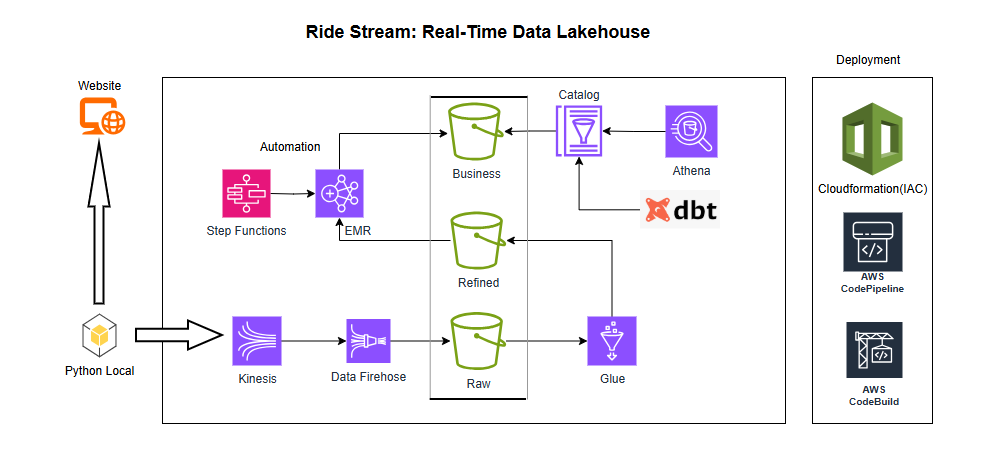 Ride Stream: Real-Time Data Lakehouse
Deployment
Website
Catalog
Automation
Business
Athena
Cloudformation(IAC)
dbt
Step Functions
EMR
Refined
AWS
CodePipeline
Python Local
Kinesis
Data Firehose
Raw
Glue
AWS
CodeBuild